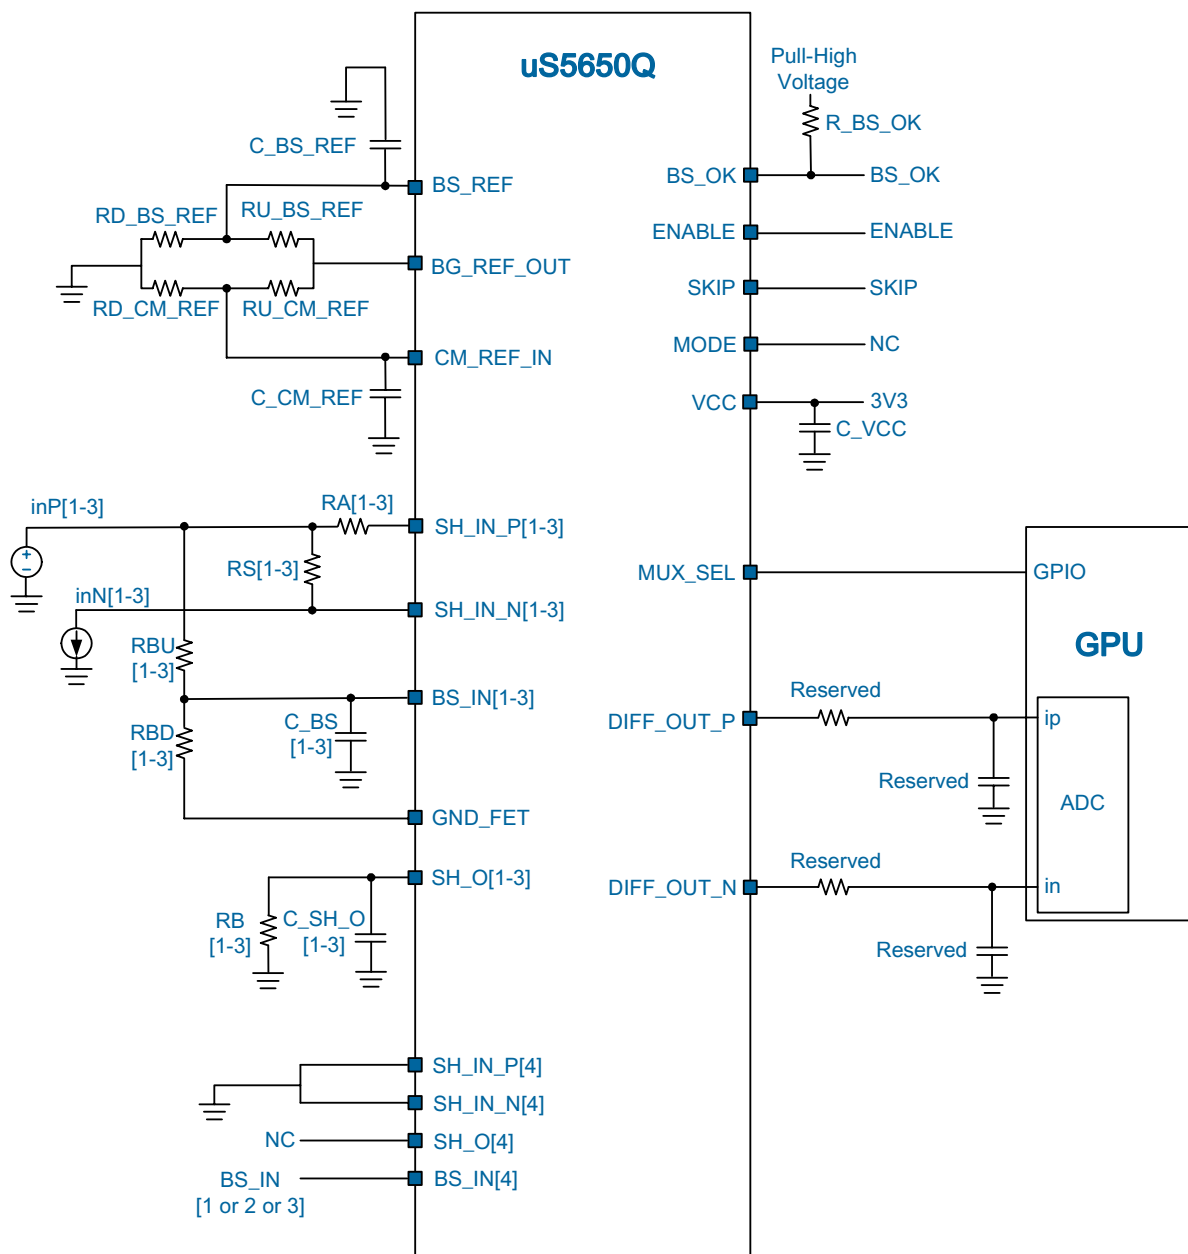 uS5650Q
Pull-High
Voltage
R_BS_OK
C_BS_REF
BS_REF
BS_OK
BS_OK
RD_BS_REF
RU_BS_REF
ENABLE
ENABLE
BG_REF_OUT
SKIP
SKIP
RD_CM_REF
RU_CM_REF
MODE
NC
CM_REF_IN
C_CM_REF
VCC
3V3
C_VCC
inP[1-3]
RA[1-3]
SH_IN_P[1-3]
RS[1-3]
MUX_SEL
GPIO
inN[1-3]
SH_IN_N[1-3]
GPU
RBU
[1-3]
BS_IN[1-3]
Reserved
C_BS
[1-3]
DIFF_OUT_P
ip
RBD
[1-3]
Reserved
ADC
GND_FET
SH_O[1-3]
Reserved
DIFF_OUT_N
in
RB
[1-3]
C_SH_O
[1-3]
Reserved
SH_IN_P[4]
SH_IN_N[4]
NC
SH_O[4]
BS_IN
[1 or 2 or 3]
BS_IN[4]
+
−